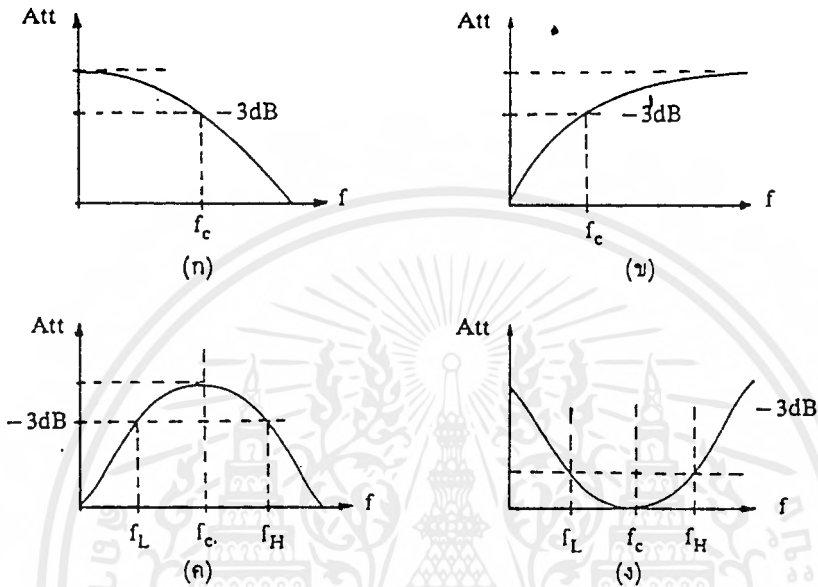 Att
Att
−3dB
−3dB
f
f
f_c
f_c
(ก)
(ข)
Att
Att
−3dB
−3dB
f
f
f_L f_c. f_H
f_L f_c f_H
(ค)
(ง)